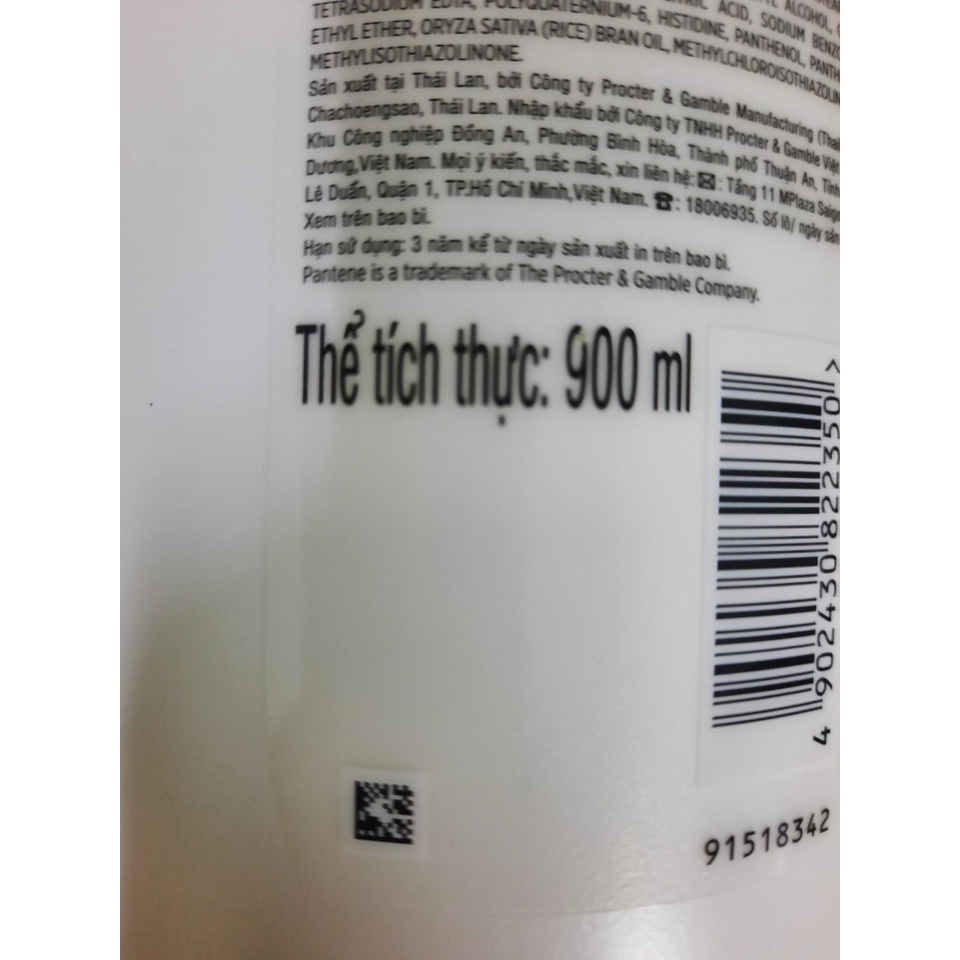 TETRASODIUM EDTA, POLYQUATERNIUM-6, HISTIDINE, PANTHENOL,
ACID, SODIUM
ALCOHOL,
ETHYL ETHER, ORYZA SATIVA (RICE) BRAN OIL,
METHYLISOTHIAZOLINONE.
Sản xuất tại Thái Lan, bởi Công ty Procter & Gamble Manufacturing
Chachoengsao, Thái Lan. Nhập khẩu bởi Công ty TNHH Procter & Gamble Việt
Khu Công nghiệp Đồng An, Phường Bình Hòa, Thành phố Thuận An, Tỉnh
Dương,Việt Nam. Mọi ý kiến, thắc mắc, xin liên hệ:✉: Tầng 11 MPlaza
Lê Duẩn, Quận 1, TP.Hồ Chí Minh,Việt Nam. ☎: 18006935. Số lô/ ngày
Xem trên bao bì.
Hạn sử dụng: 3 năm kể từ ngày sản xuất in trên bao bì.
Pantene is a trademark of The Procter & Gamble Company.
Thể tích thực: 900 ml
4 902430 822350 >
91518342